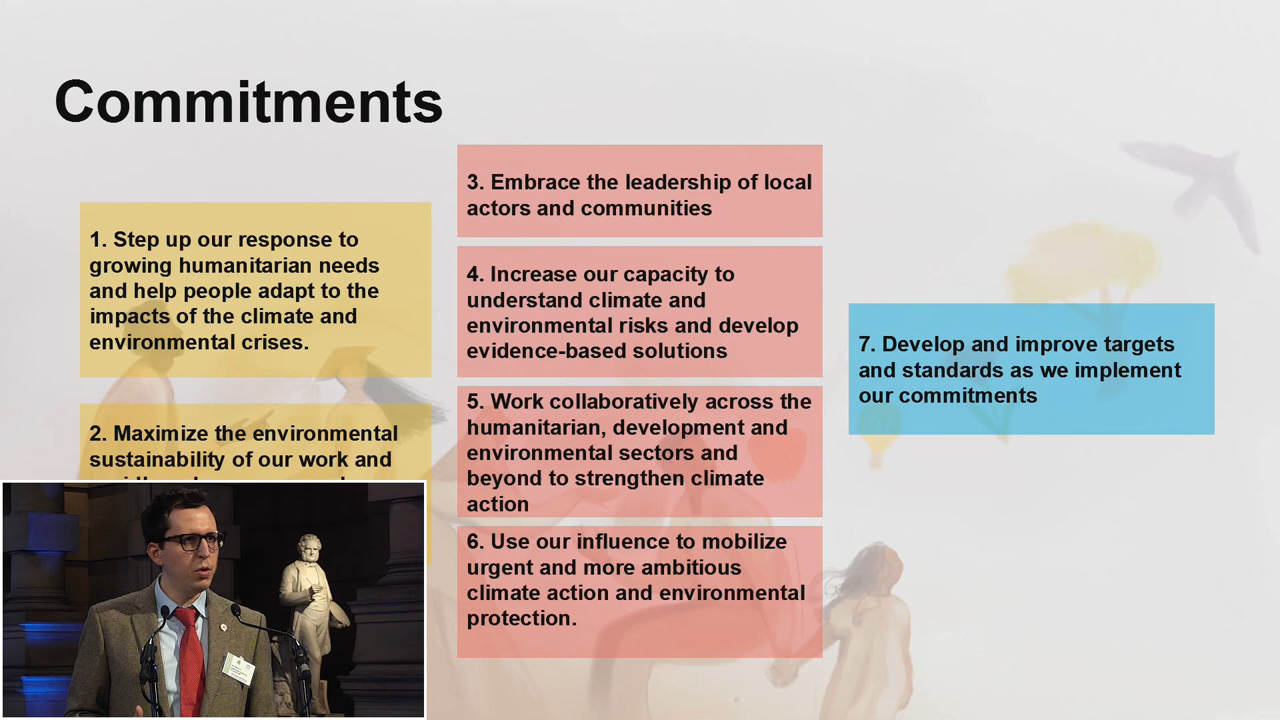 Commitments
1. Step up our response to
growing humanitarian needs
and help people adapt to the
impacts of the climate and
environmental crises.
2. Maximize the environmental
sustainability of our work and
3. Embrace the leadership of local
actors and communities
4. Increase our capacity to
understand climate and
environmental risks and develop
evidence-based solutions
5. Work collaboratively across the
humanitarian, development and
environmental sectors and
beyond to strengthen climate
action
6. Use our influence to mobilize
urgent and more ambitious
climate action and environmental
protection.
7. Develop and improve targets
and standards as we implement
our commitments